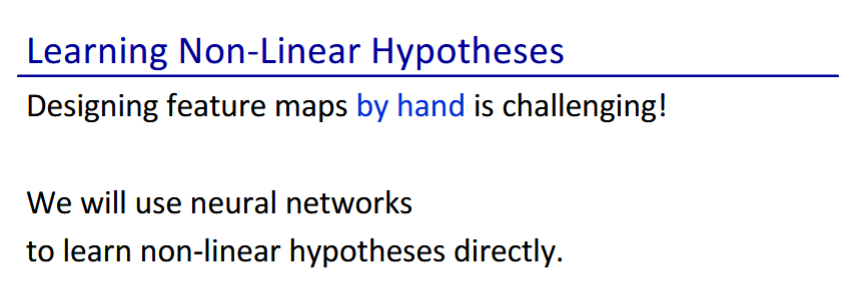 Learning Non-Linear Hypotheses
Designing feature maps by hand is challenging!
We will use neural networks
to learn non-linear hypotheses directly.